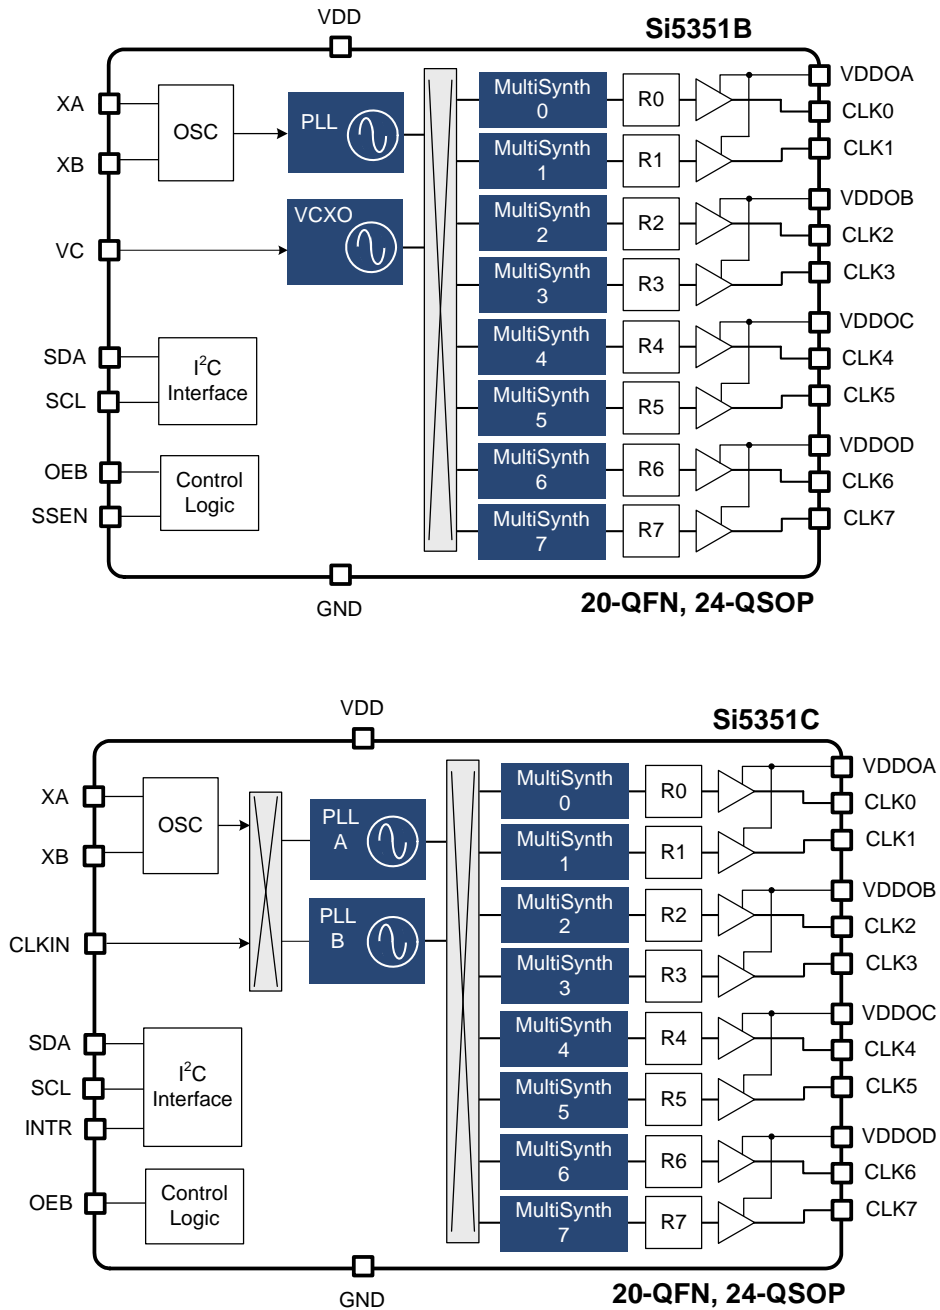 VDD
Si5351B
XA
XB
VC
SDA
SCL
OEB
SSEN
OSC
PLL
VCXO
I²C
Interface
Control
Logic
MultiSynth
0
R0
MultiSynth
1
R1
MultiSynth
2
R2
MultiSynth
3
R3
MultiSynth
4
R4
MultiSynth
5
R5
MultiSynth
6
R6
MultiSynth
7
R7
VDDOA
CLK0
CLK1
VDDOB
CLK2
CLK3
VDDOC
CLK4
CLK5
VDDOD
CLK6
CLK7
GND
20-QFN, 24-QSOP
VDD
Si5351C
XA
XB
CLKIN
SDA
SCL
INTR
OEB
OSC
PLL
A
PLL
B
I²C
Interface
Control
Logic
MultiSynth
0
R0
MultiSynth
1
R1
MultiSynth
2
R2
MultiSynth
3
R3
MultiSynth
4
R4
MultiSynth
5
R5
MultiSynth
6
R6
MultiSynth
7
R7
VDDOA
CLK0
CLK1
VDDOB
CLK2
CLK3
VDDOC
CLK4
CLK5
VDDOD
CLK6
CLK7
GND
20-QFN, 24-QSOP